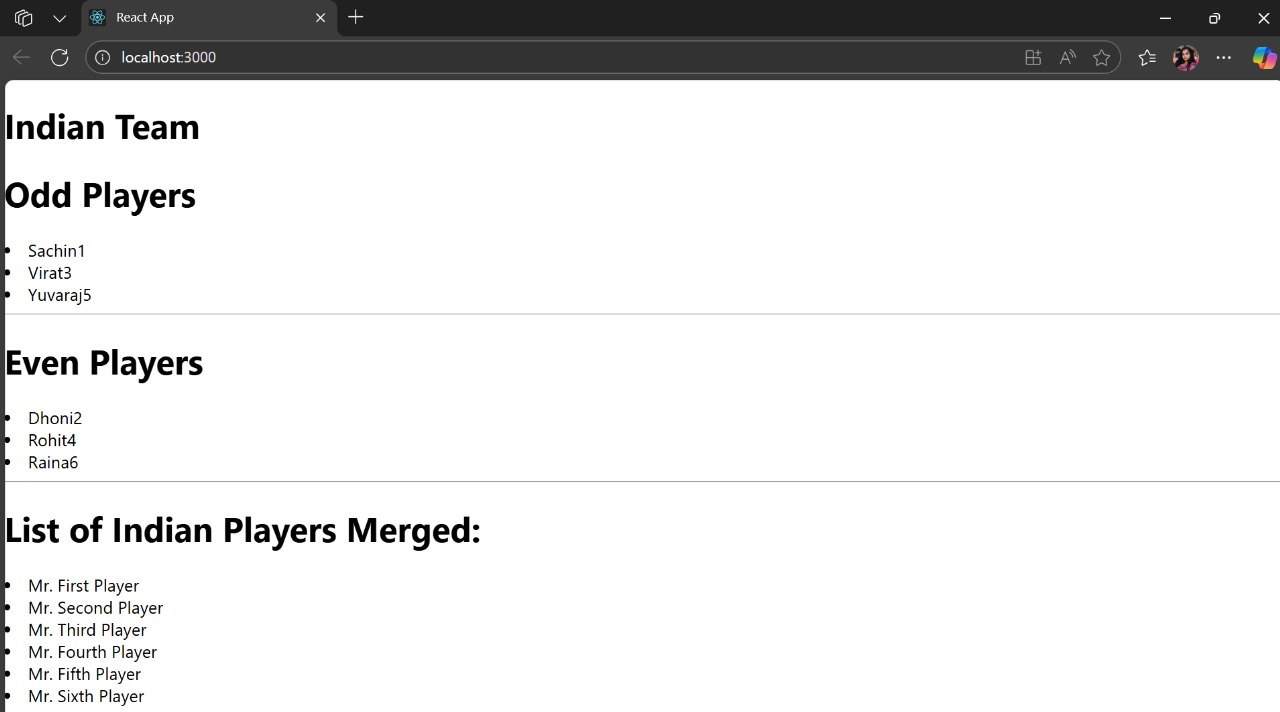 React App
localhost:3000
Indian Team
Odd Players
Sachin1
Virat3
Yuvaraj5
Even Players
Dhoni2
Rohit4
Raina6
List of Indian Players Merged:
Mr. First Player
Mr. Second Player
Mr. Third Player
Mr. Fourth Player
Mr. Fifth Player
Mr. Sixth Player